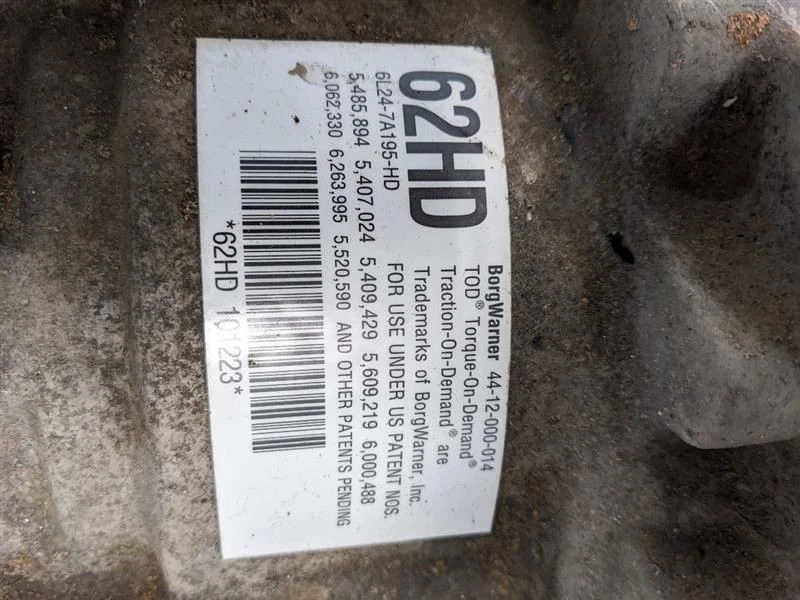 62HD
6L24-7A195-HD
BorgWarner 44-12-000-014
TOD® Torque-On-Demand®
Traction-On-Demand® are
Trademarks of BorgWarner, Inc.
FOR USE UNDER US PATENT NOS.
5,485,894 5,407,024 5,409,429 5,609,219 6,000,488
6,062,330 6,263,995 5,520,590 AND OTHER PATENTS PENDING
*62HD 101223*